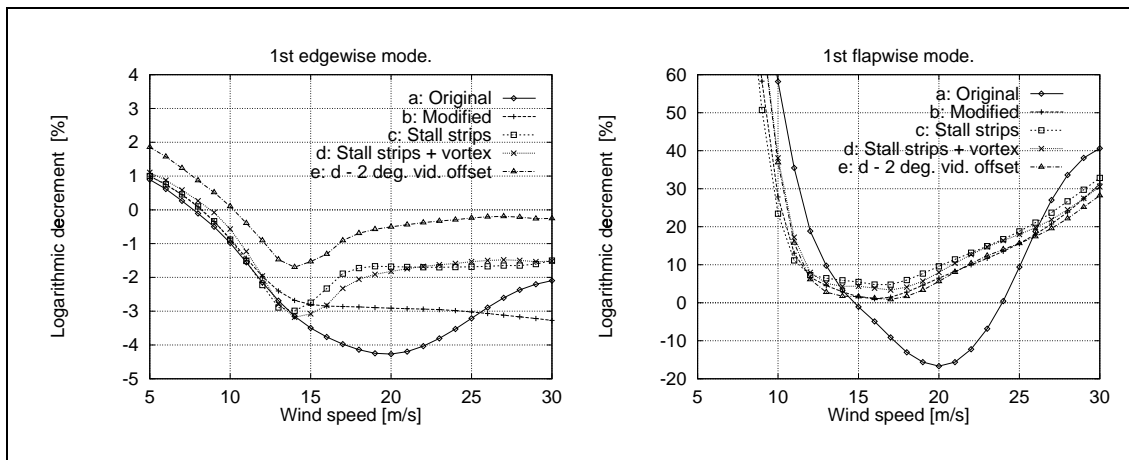 1st edgewise mode.
4
3
2
1
0
-1
-2
-3
-4
-5
5 10 15 20 25 30
Logarithmic decrement [%]
Wind speed [m/s]
a: Original
b: Modified
c: Stall strips
d: Stall strips + vortex
e: d - 2 deg. vid. offset
1st flapwise mode.
60
50
40
30
20
10
0
-10
-20
5 10 15 20 25 30
Logarithmic decrement [%]
Wind speed [m/s]
a: Original
b: Modified
c: Stall strips
d: Stall strips + vortex
e: d - 2 deg. vid. offset